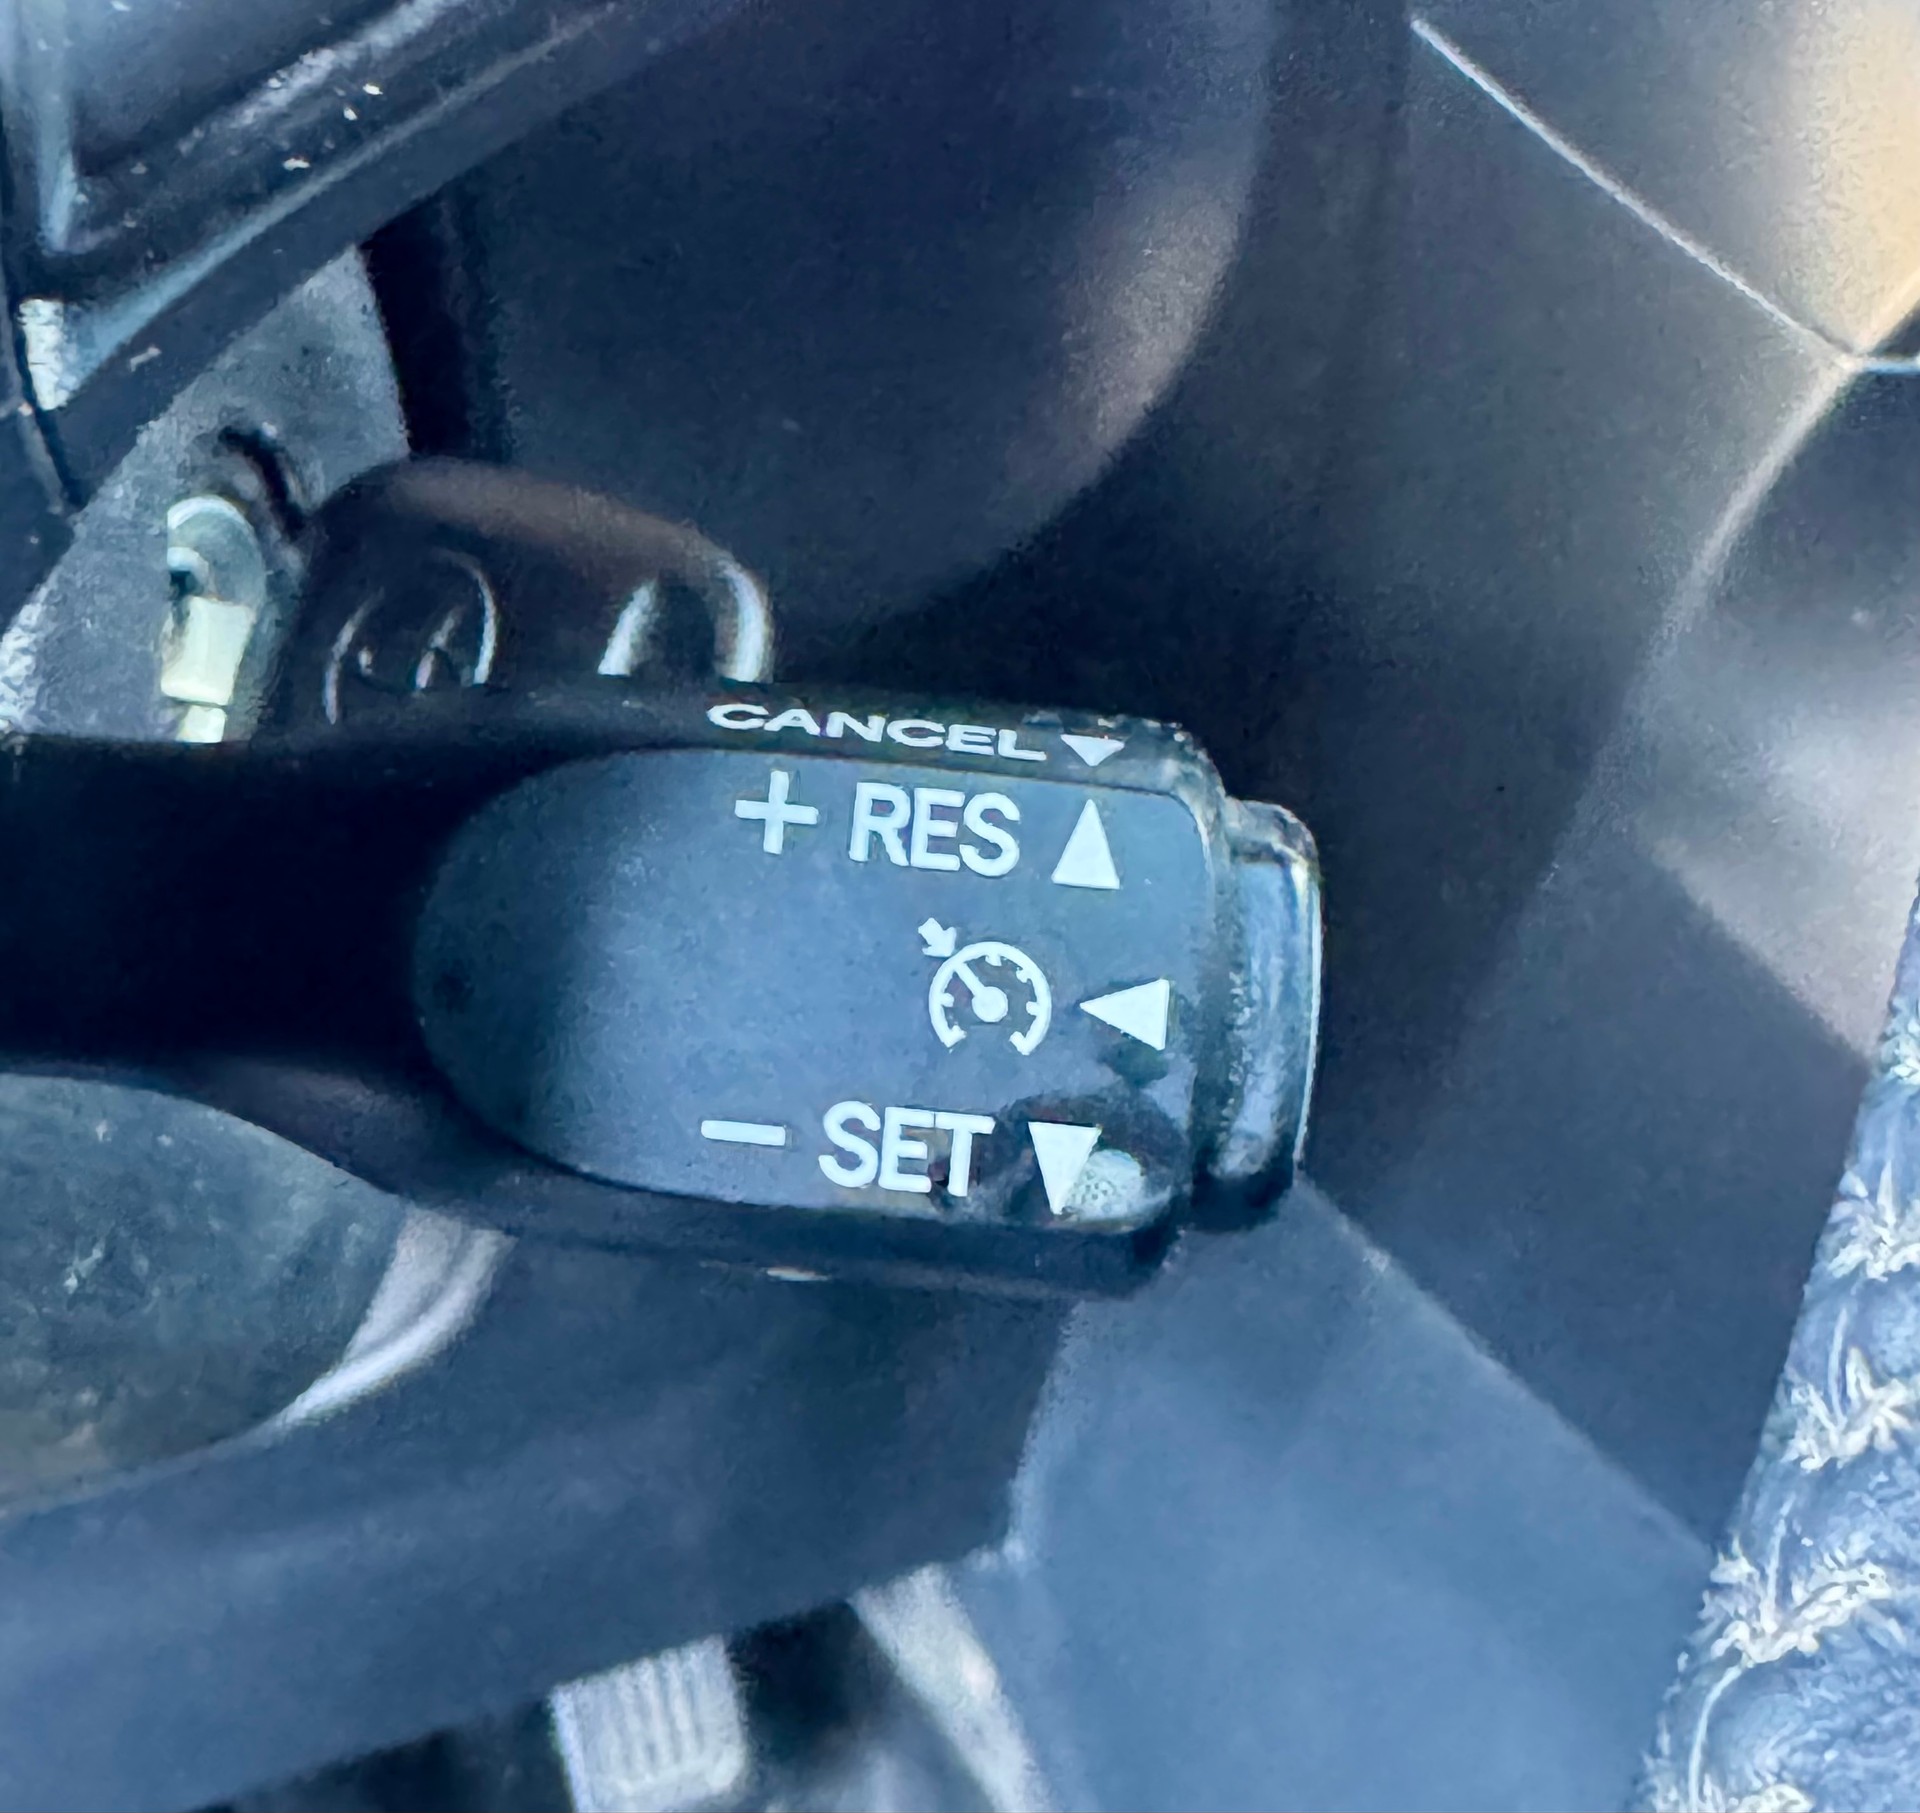 CANCEL ▼
+ RES ▲
◀
− SET ▼